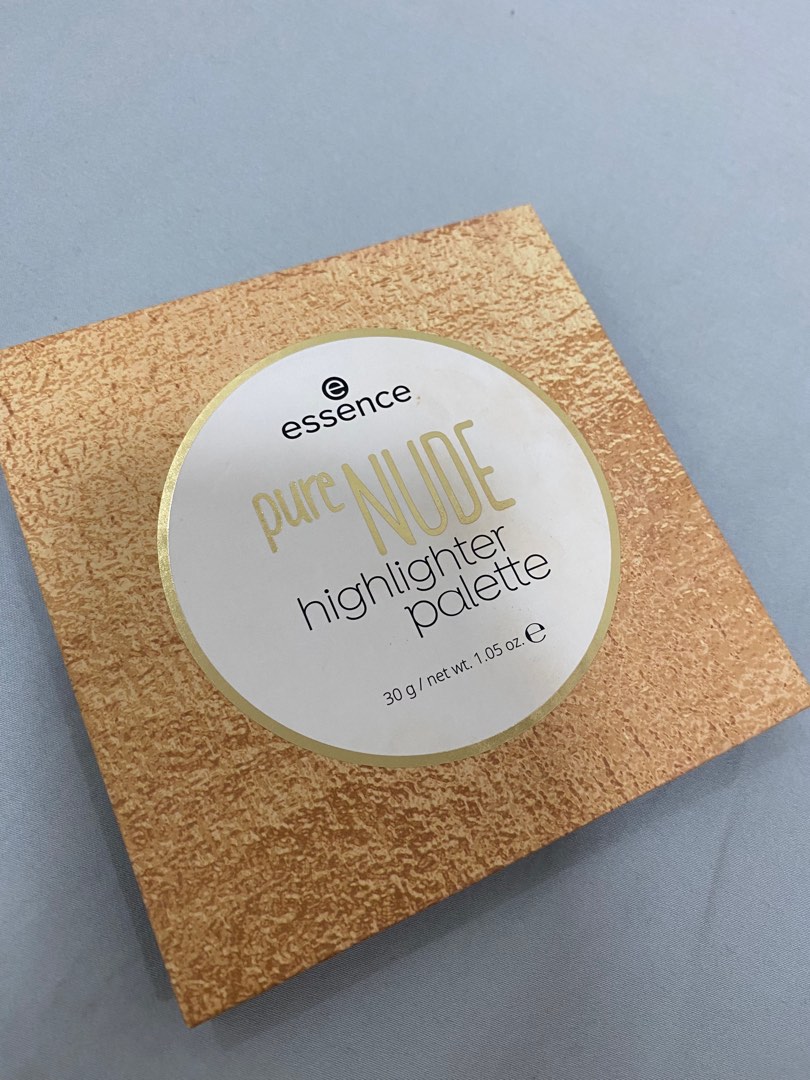 e
essence
pure NUDE
highlighter
palette
30 g / net wt. 1.05 oz. ℮